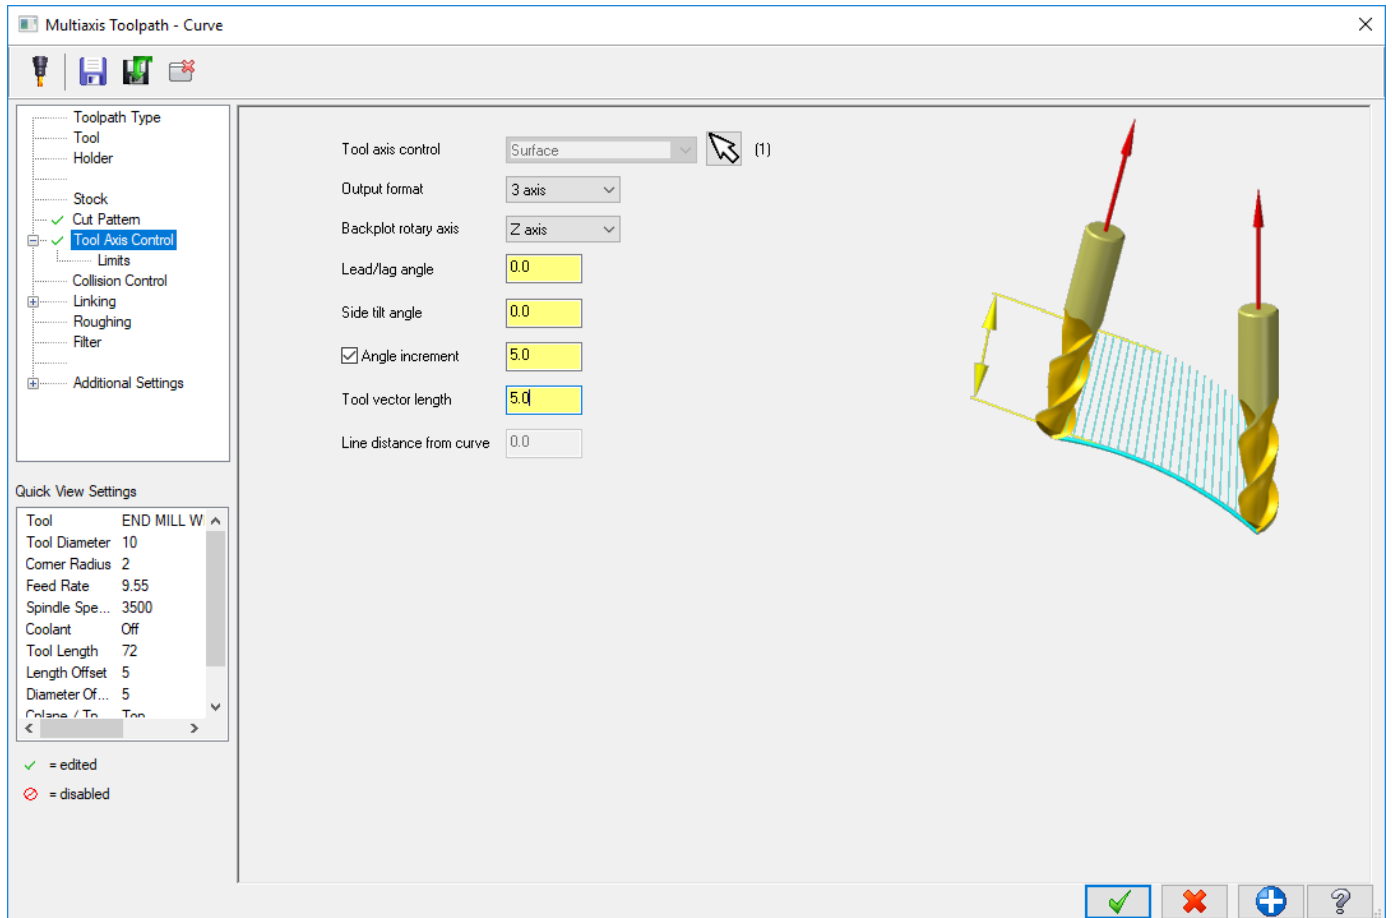 Multiaxis Toolpath - Curve
Toolpath Type
Tool
Holder
Stock
Cut Pattern
Tool Axis Control
Limits
Collision Control
Linking
Roughing
Filter
Additional Settings
Quick View Settings
Tool END MILL WI
Tool Diameter 10
Corner Radius 2
Feed Rate 9.55
Spindle Spe... 3500
Coolant Off
Tool Length 72
Length Offset 5
Diameter Of... 5
Cplane / Tp... Top
= edited
= disabled
Tool axis control Surface (1)
Output format 3 axis
Backplot rotary axis Z axis
Lead/lag angle 0.0
Side tilt angle 0.0
Angle increment 5.0
Tool vector length 5.0
Line distance from curve 0.0